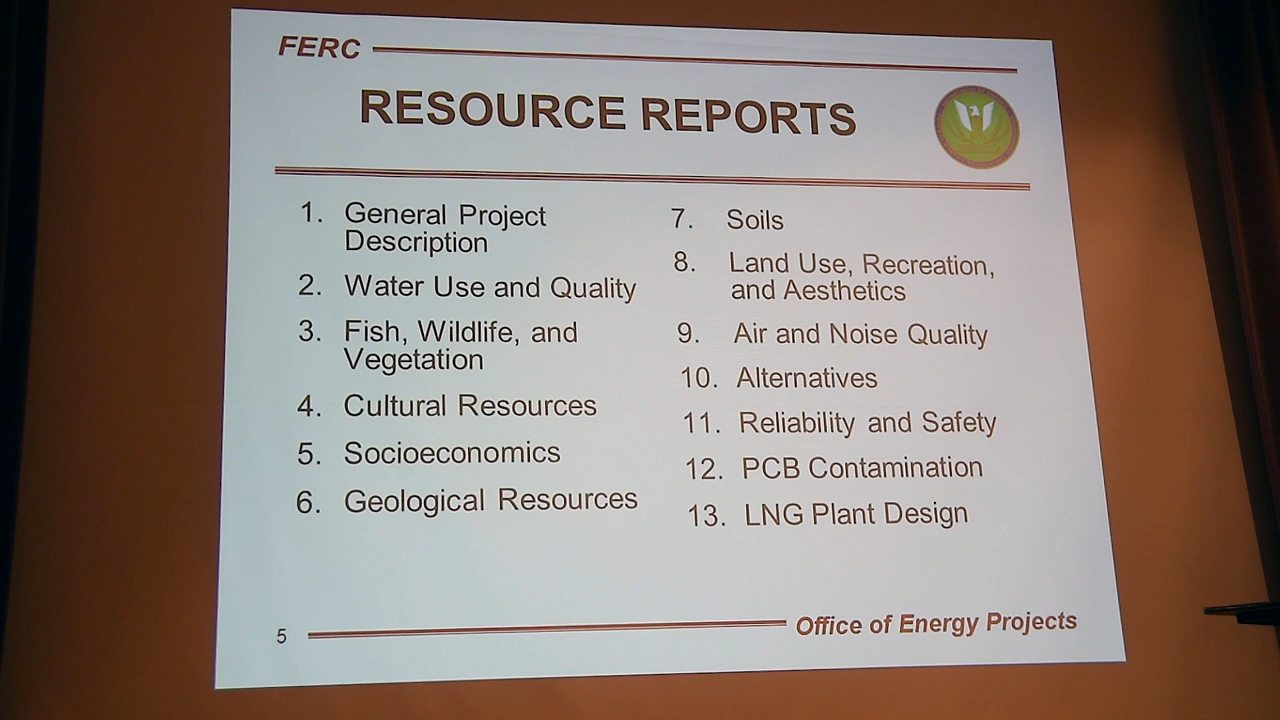 FERC
RESOURCE REPORTS
1. General Project
Description
2. Water Use and Quality
3. Fish, Wildlife, and
Vegetation
4. Cultural Resources
5. Socioeconomics
6. Geological Resources
7. Soils
8. Land Use, Recreation,
and Aesthetics
9. Air and Noise Quality
10. Alternatives
11. Reliability and Safety
12. PCB Contamination
13. LNG Plant Design
5
Office of Energy Projects